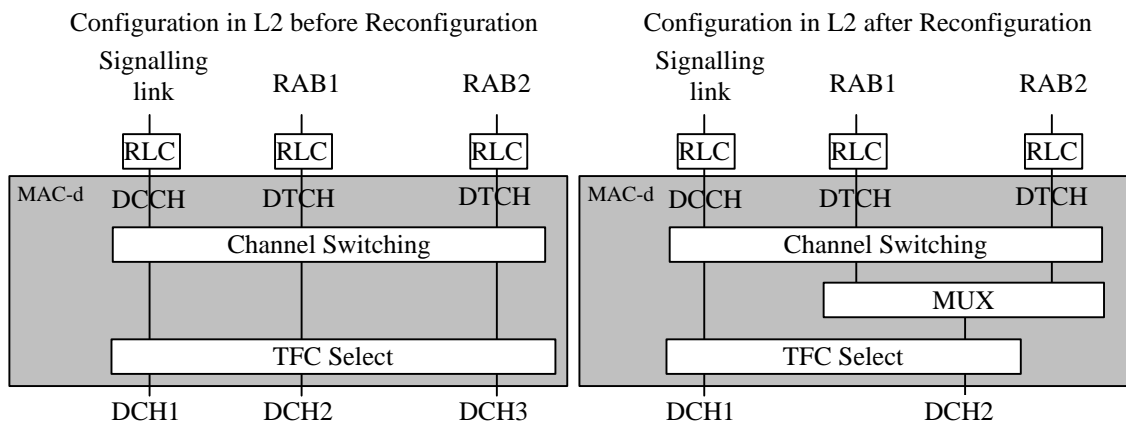 Configuration in L2 before Reconfiguration
Signalling
link
RAB1
RAB2
RLC
RLC
RLC
MAC-d
DCCH
DTCH
DTCH
Channel Switching
TFC Select
DCH1
DCH2
DCH3
Configuration in L2 after Reconfiguration
Signalling
link
RAB1
RAB2
RLC
RLC
RLC
MAC-d
DCCH
DTCH
DTCH
Channel Switching
MUX
TFC Select
DCH1
DCH2